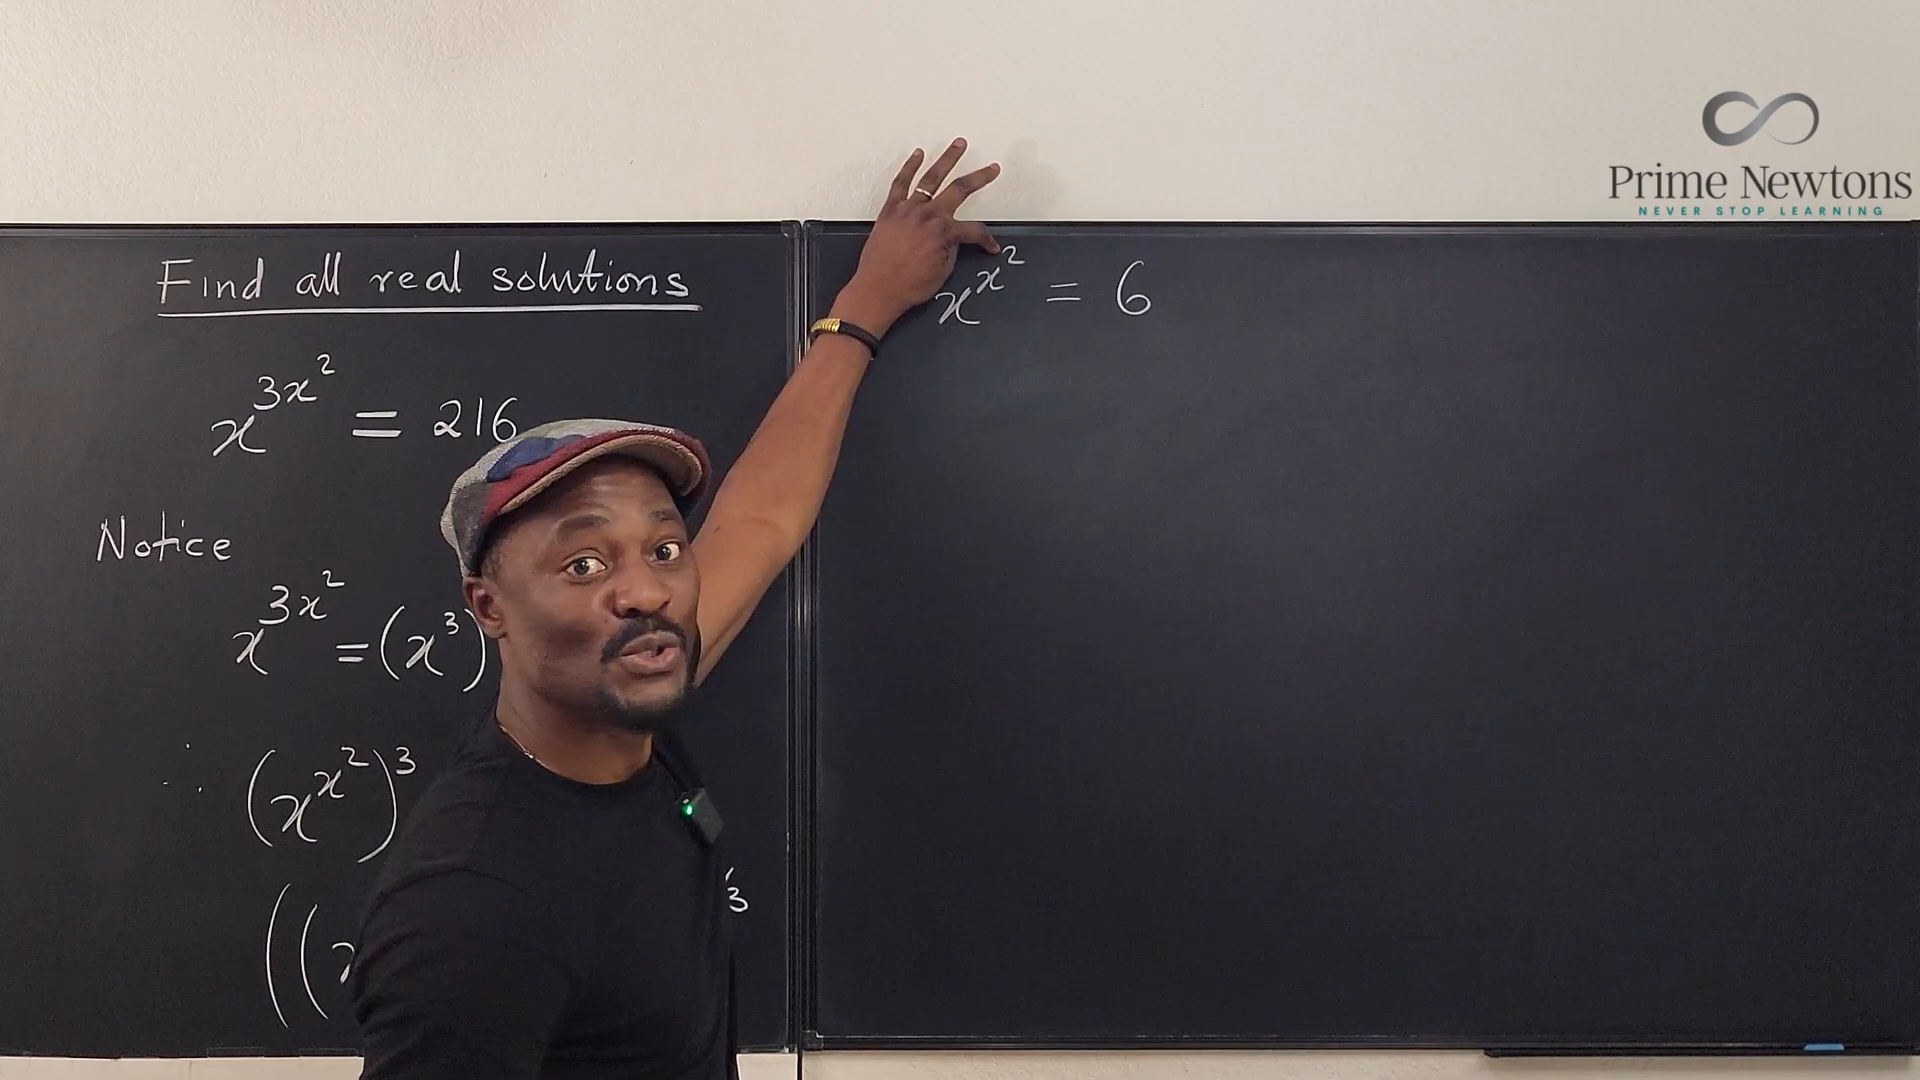 Prime Newtons
NEVER STOP LEARNING
Find all real solutions
x^{3x^2} = 216
Notice
x^{3x^2} = (x^3)
∴ (x^{x^2})^3
((x
3
x^{x^2} = 6